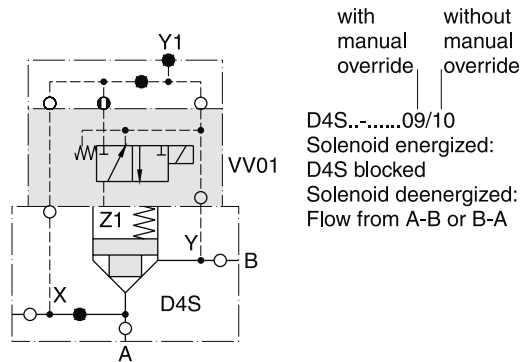 Y1
VV01
Z1
Y
B
X
D4S
A
with manual override
without manual override
D4S..-......09/10
Solenoid energized:
D4S blocked
Solenoid deenergized:
Flow from A-B or B-A